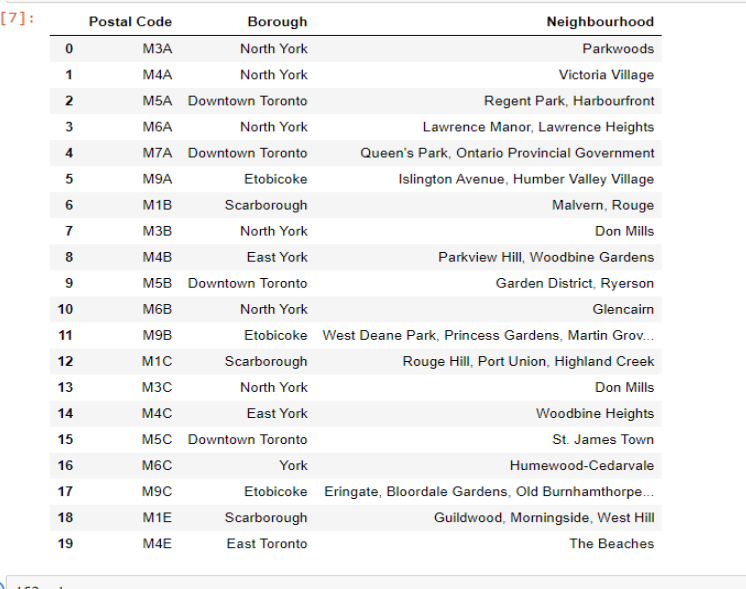 [7]:
Postal Code Borough Neighbourhood
0 M3A North York Parkwoods
1 M4A North York Victoria Village
2 M5A Downtown Toronto Regent Park, Harbourfront
3 M6A North York Lawrence Manor, Lawrence Heights
4 M7A Downtown Toronto Queen's Park, Ontario Provincial Government
5 M9A Etobicoke Islington Avenue, Humber Valley Village
6 M1B Scarborough Malvern, Rouge
7 M3B North York Don Mills
8 M4B East York Parkview Hill, Woodbine Gardens
9 M5B Downtown Toronto Garden District, Ryerson
10 M6B North York Glencairn
11 M9B Etobicoke West Deane Park, Princess Gardens, Martin Grov...
12 M1C Scarborough Rouge Hill, Port Union, Highland Creek
13 M3C North York Don Mills
14 M4C East York Woodbine Heights
15 M5C Downtown Toronto St. James Town
16 M6C York Humewood-Cedarvale
17 M9C Etobicoke Eringate, Bloordale Gardens, Old Burnhamthorpe...
18 M1E Scarborough Guildwood, Morningside, West Hill
19 M4E East Toronto The Beaches